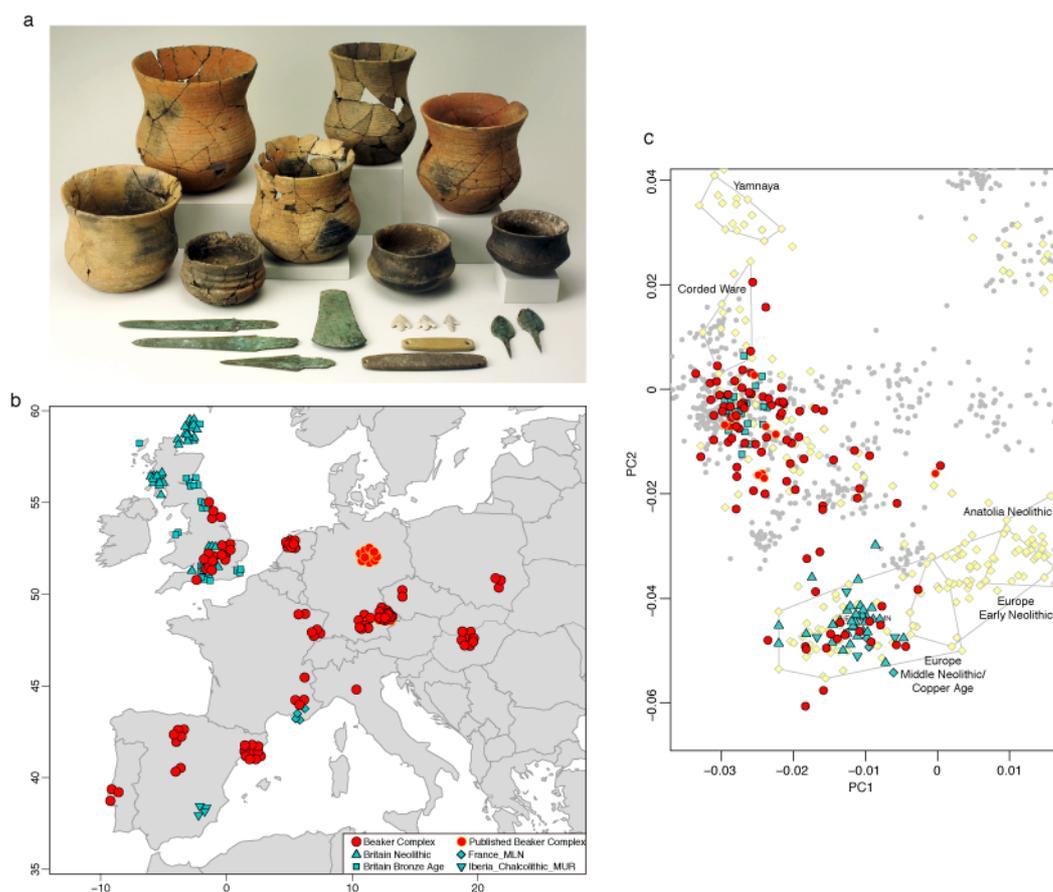 a
b
60
55
50
45
40
35
−10
0
10
20
Beaker Complex
Published Beaker Complex
Britain Neolithic
France_MLN
Britain Bronze Age
Iberia_Chalcolithic_MUR
c
0.04
0.02
0
−0.02
−0.04
−0.06
PC2
Yamnaya
Corded Ware
Anatolia Neolithic
Europe
Early Neolithic
Europe
Middle Neolithic/
Copper Age
−0.03
−0.02
−0.01
0
0.01
PC1